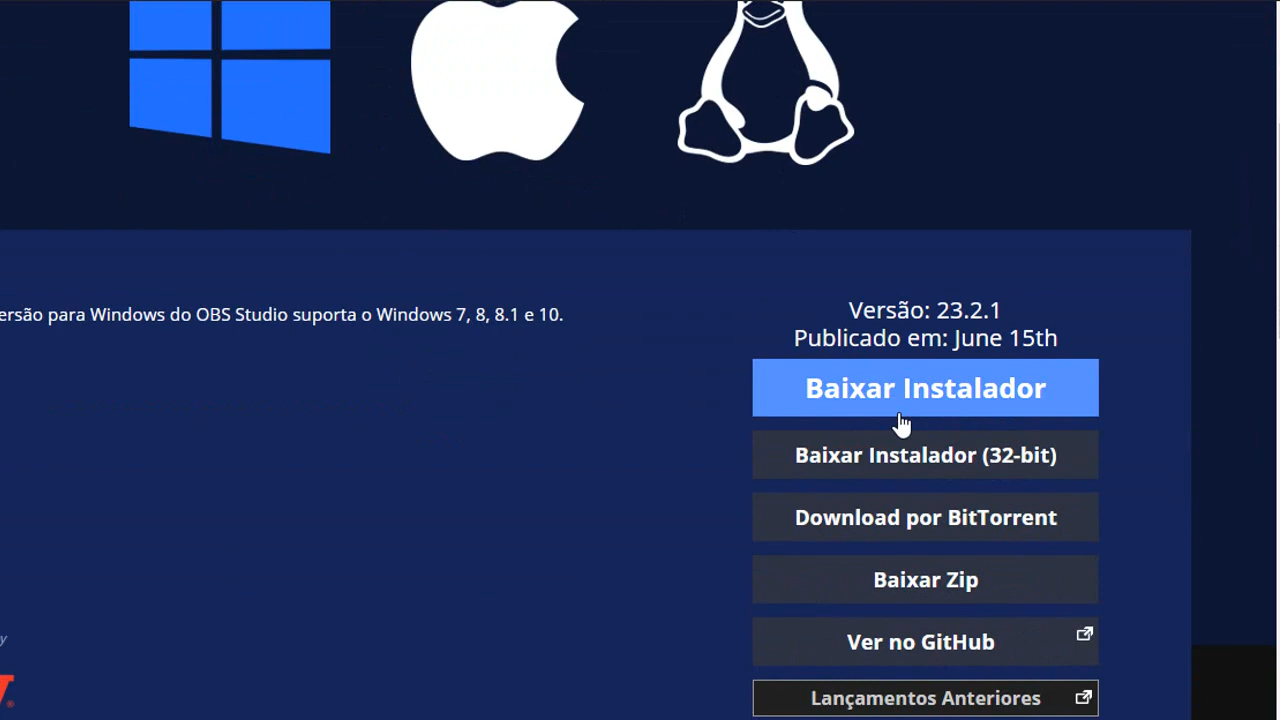 versão para Windows do OBS Studio suporta o Windows 7, 8, 8.1 e 10.
Versão: 23.2.1
Publicado em: June 15th
Baixar Instalador
Baixar Instalador (32-bit)
Download por BitTorrent
Baixar Zip
Ver no GitHub
Lançamentos Anteriores